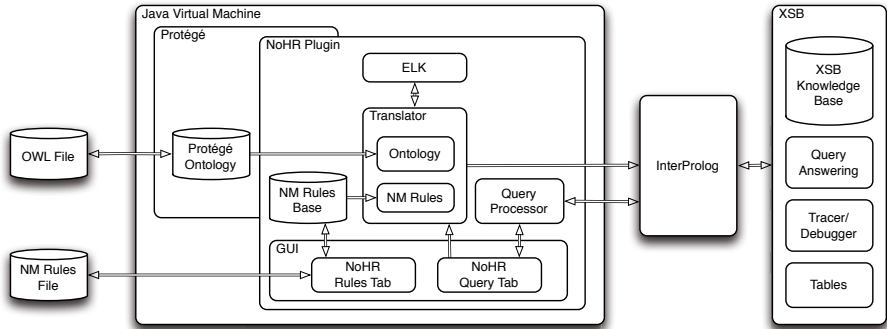 Java Virtual Machine
Protégé
NoHR Plugin
ELK
Translator
Ontology
NM Rules
OWL File
Protégé
Ontology
NM Rules
Base
Query
Processor
GUI
NoHR
Rules Tab
NoHR
Query Tab
NM Rules
File
InterProlog
XSB
XSB
Knowledge
Base
Query
Answering
Tracer/
Debugger
Tables